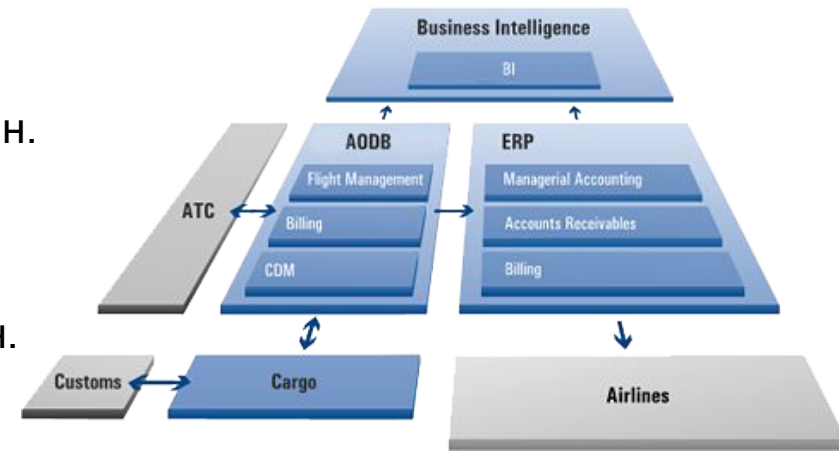 Business Intelligence
BI
н.
AODB
ERP
Flight Management
Managerial Accounting
ATC
Billing
Accounts Receivables
CDM
Billing
н.
Customs
Cargo
Airlines